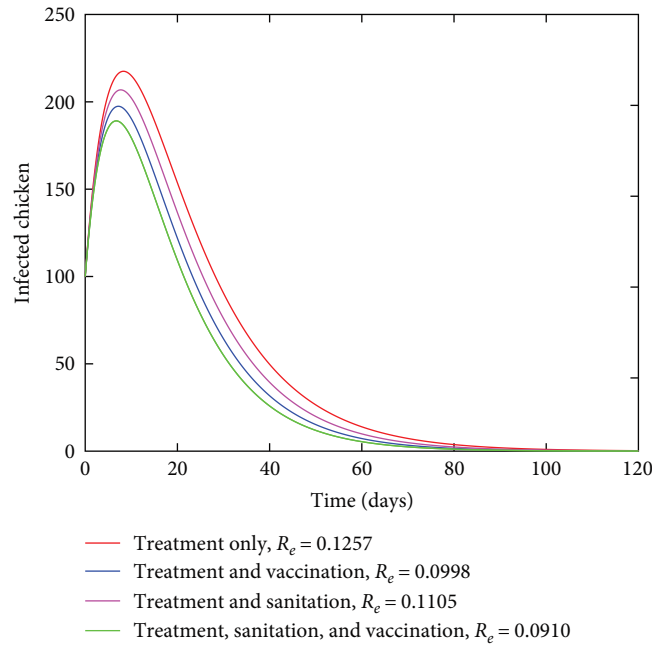 250
200
150
100
50
0
Infected chicken
0 20 40 60 80 100 120
Time (days)
Treatment only, Re = 0.1257
Treatment and vaccination, Re = 0.0998
Treatment and sanitation, Re = 0.1105
Treatment, sanitation, and vaccination, Re = 0.0910